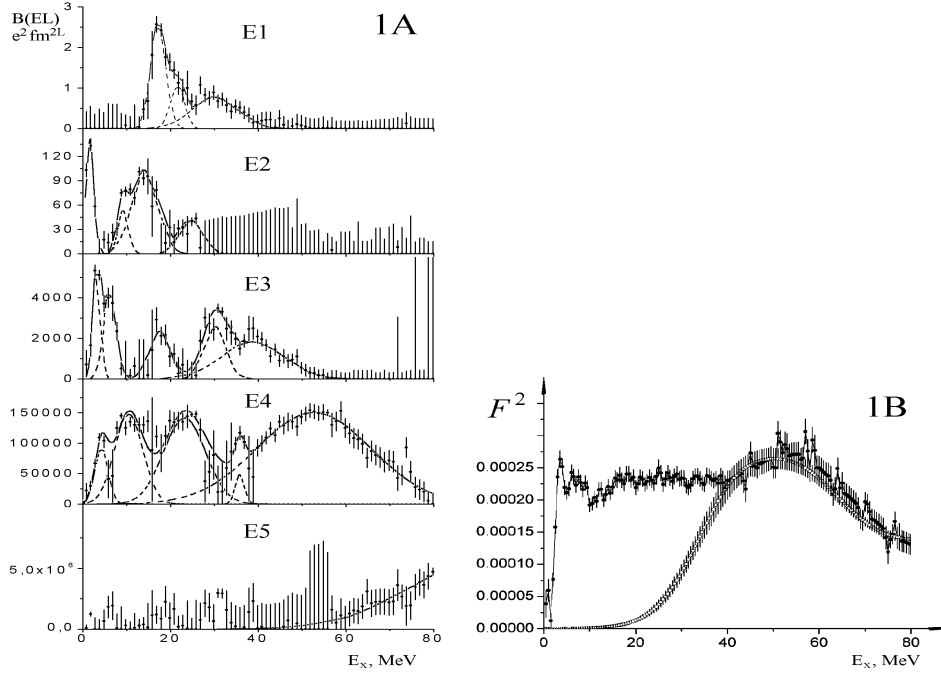 B(EL)
e² fm²ᴸ
3
2
1
0
E1
1A
120
90
60
30
0
E2
4000
2000
0
E3
150000
100000
50000
0
E4
5,0x10⁶
0,0
E5
0 20 40 60 80
Eₓ, MeV
1B
F²
0.00025
0.00020
0.00015
0.00010
0.00005
0.00000
0 20 40 60 80
Eₓ, MeV